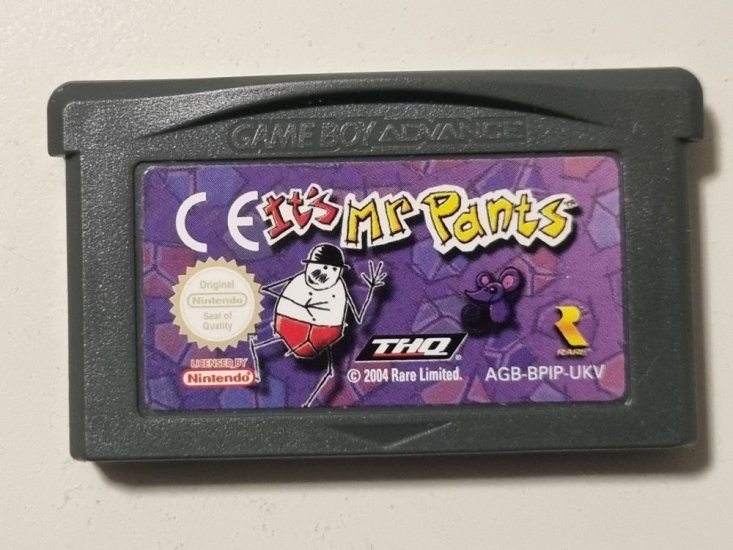 GAME BOY ADVANCE
CE It's Mr Pants™
Original
Nintendo
Seal of
Quality
LICENSED BY
Nintendo
THQ®
RARE
© 2004 Rare Limited.
AGB-BPIP-UKV